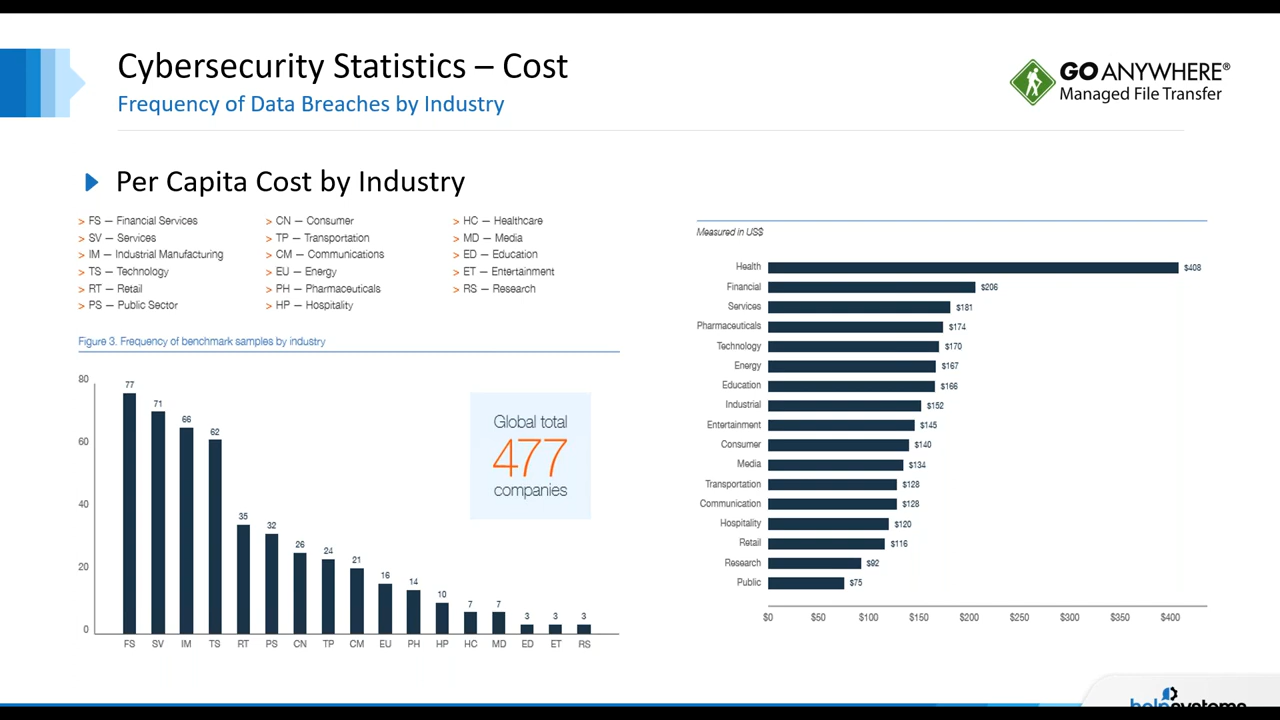 Cybersecurity Statistics – Cost
Frequency of Data Breaches by Industry
GO ANYWHERE®
Managed File Transfer
Per Capita Cost by Industry
> FS – Financial Services
> SV – Services
> IM – Industrial Manufacturing
> TS – Technology
> RT – Retail
> PS – Public Sector
> CN – Consumer
> TP – Transportation
> CM – Communications
> EU – Energy
> PH – Pharmaceuticals
> HP – Hospitality
> HC – Healthcare
> MD – Media
> ED – Education
> ET – Entertainment
> RS – Research
Figure 3. Frequency of benchmark samples by industry
80
60
40
20
0
77
71
66
62
35
32
26
24
21
16
14
10
7
7
3
3
3
FS SV IM TS RT PS CN TP CM EU PH HP HC MD ED ET RS
Global total
477
companies
Measured in US$
Health $408
Financial $206
Services $181
Pharmaceuticals $174
Technology $170
Energy $167
Education $166
Industrial $152
Entertainment $145
Consumer $140
Media $134
Transportation $128
Communication $128
Hospitality $120
Retail $116
Research $92
Public $75
$0 $50 $100 $150 $200 $250 $300 $350 $400
helpsystems